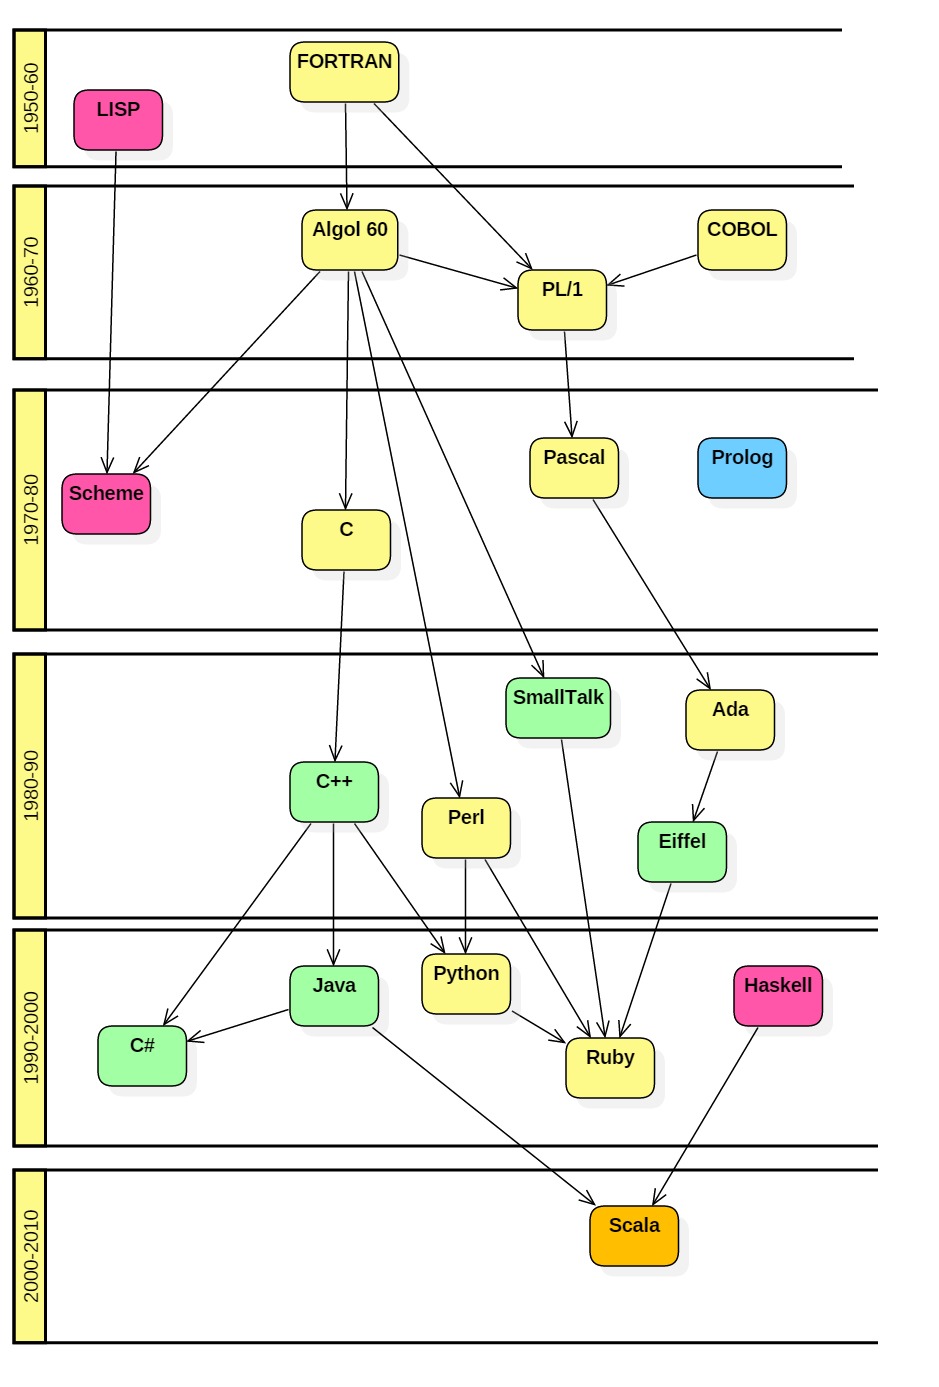 1950-60
FORTRAN
LISP
1960-70
Algol 60
COBOL
PL/1
1970-80
Pascal
Prolog
Scheme
C
1980-90
SmallTalk
Ada
C++
Perl
Eiffel
1990-2000
Python
Java
Haskell
C#
Ruby
2000-2010
Scala